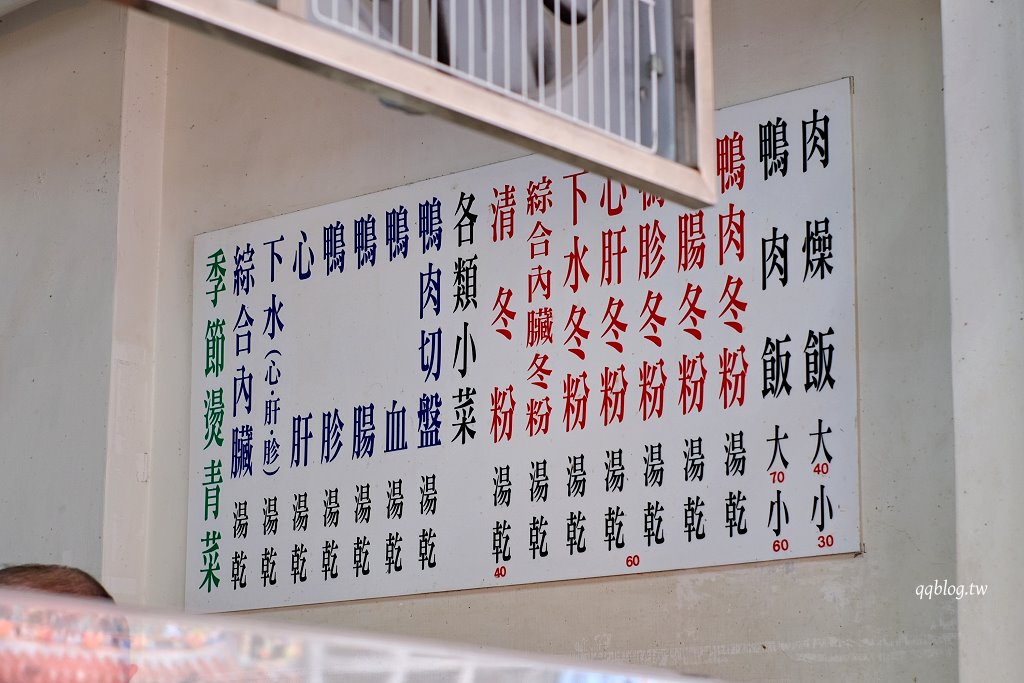 肉燥飯 大 40 小 30
鴨肉飯 大 70 小 60
鴨肉冬粉 湯 乾
腸冬粉 湯 乾
鴨胗冬粉 湯 乾
心肝冬粉 湯 乾 60
下水冬粉 湯 乾
綜合內臟冬粉 湯 乾
清冬粉 湯 乾 40
各類小菜
鴨肉切盤 湯 乾
鴨血 湯 乾
鴨腸 湯 乾
鴨胗 湯 乾
心肝 湯 乾
下水(心·肝·胗) 湯 乾
綜合內臟 湯 乾
季節燙青菜
qqblog.tw